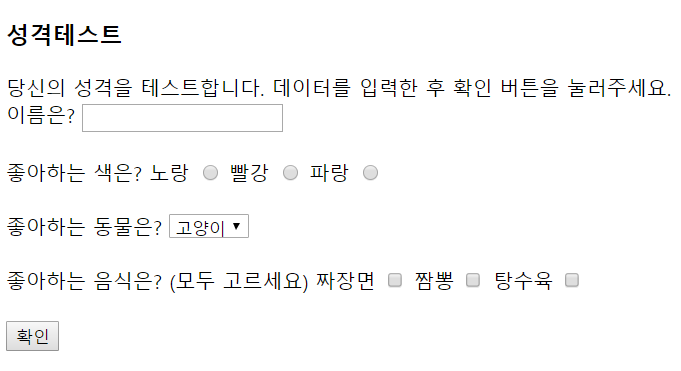 성격테스트
당신의 성격을 테스트합니다. 데이터를 입력한 후 확인 버튼을 눌러주세요.
이름은?
좋아하는 색은? 노랑 빨강 파랑
좋아하는 동물은? 고양이
좋아하는 음식은? (모두 고르세요) 짜장면 짬뽕 탕수육
확인